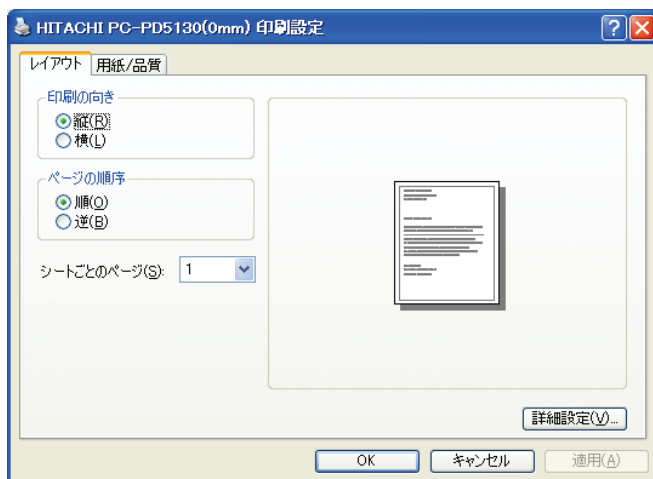 HITACHI PC-PD5130(0mm) 印刷設定
レイアウト 用紙/品質
印刷の向き
縦(R)
横(L)
ページの順序
順(O)
逆(B)
シートごとのページ(S): 1
詳細設定(V)...
OK キャンセル 適用(A)